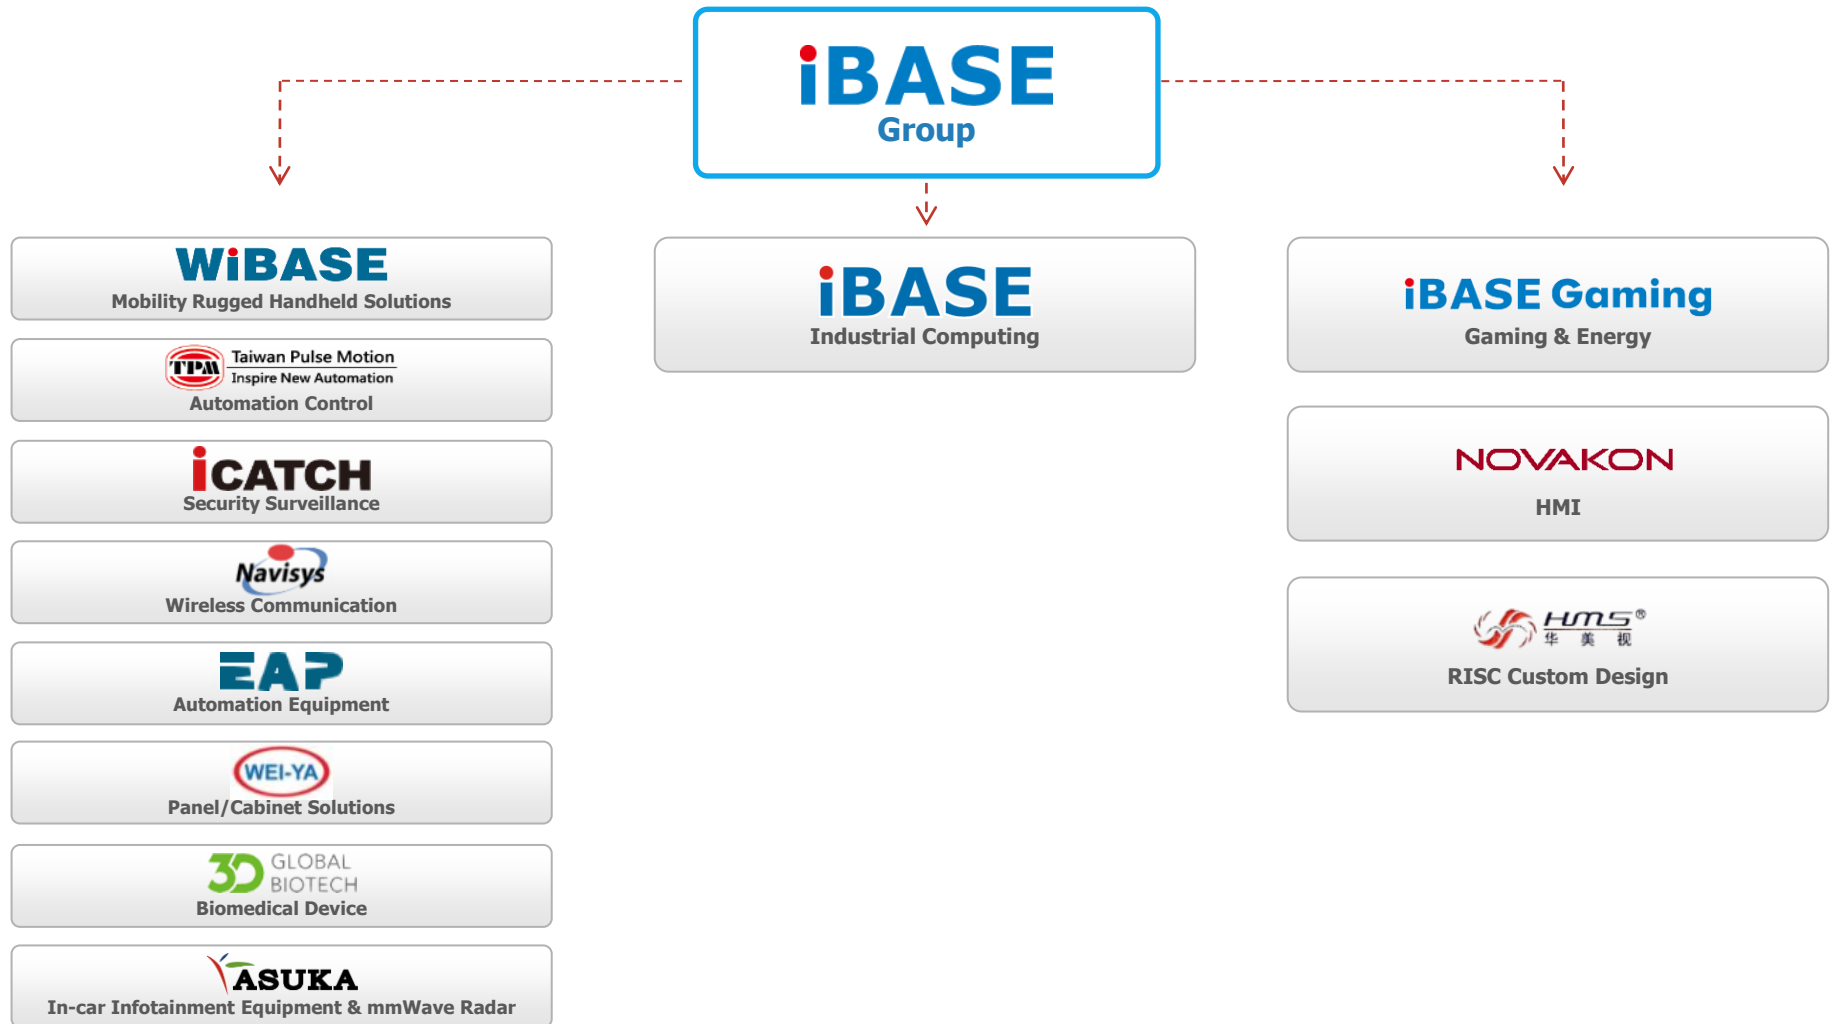 iBASE
Group
WiBASE
Mobility Rugged Handheld Solutions
TPM
Taiwan Pulse Motion
Inspire New Automation
Automation Control
iCATCH
Security Surveillance
Navisys
Wireless Communication
EAP
Automation Equipment
WEI-YA
Panel/Cabinet Solutions
3D GLOBAL
BIOTECH
Biomedical Device
ASUKA
In-car Infotainment Equipment & mmWave Radar
iBASE
Industrial Computing
iBASE Gaming
Gaming & Energy
NOVAKON
HMI
HMS®
华美视
RISC Custom Design